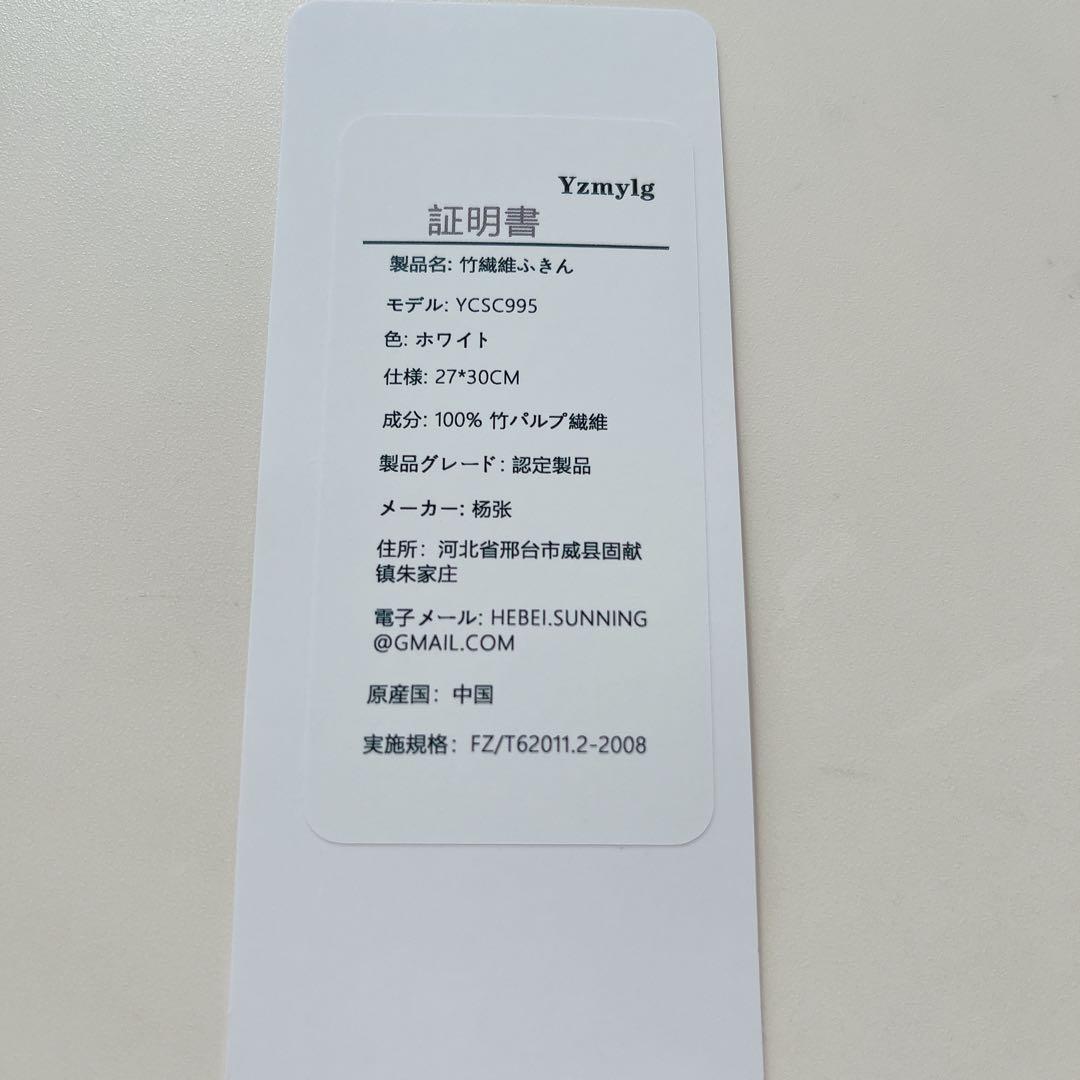 Yzmylg
証明書
製品名: 竹繊維ふきん
モデル: YCSC995
色: ホワイト
仕様: 27*30CM
成分: 100% 竹パルプ繊維
製品グレード: 認定製品
メーカー: 杨张
住所: 河北省邢台市威县固献
镇朱家庄
電子メール: HEBEI.SUNNING
@GMAIL.COM
原産国: 中国
実施規格: FZ/T62011.2-2008